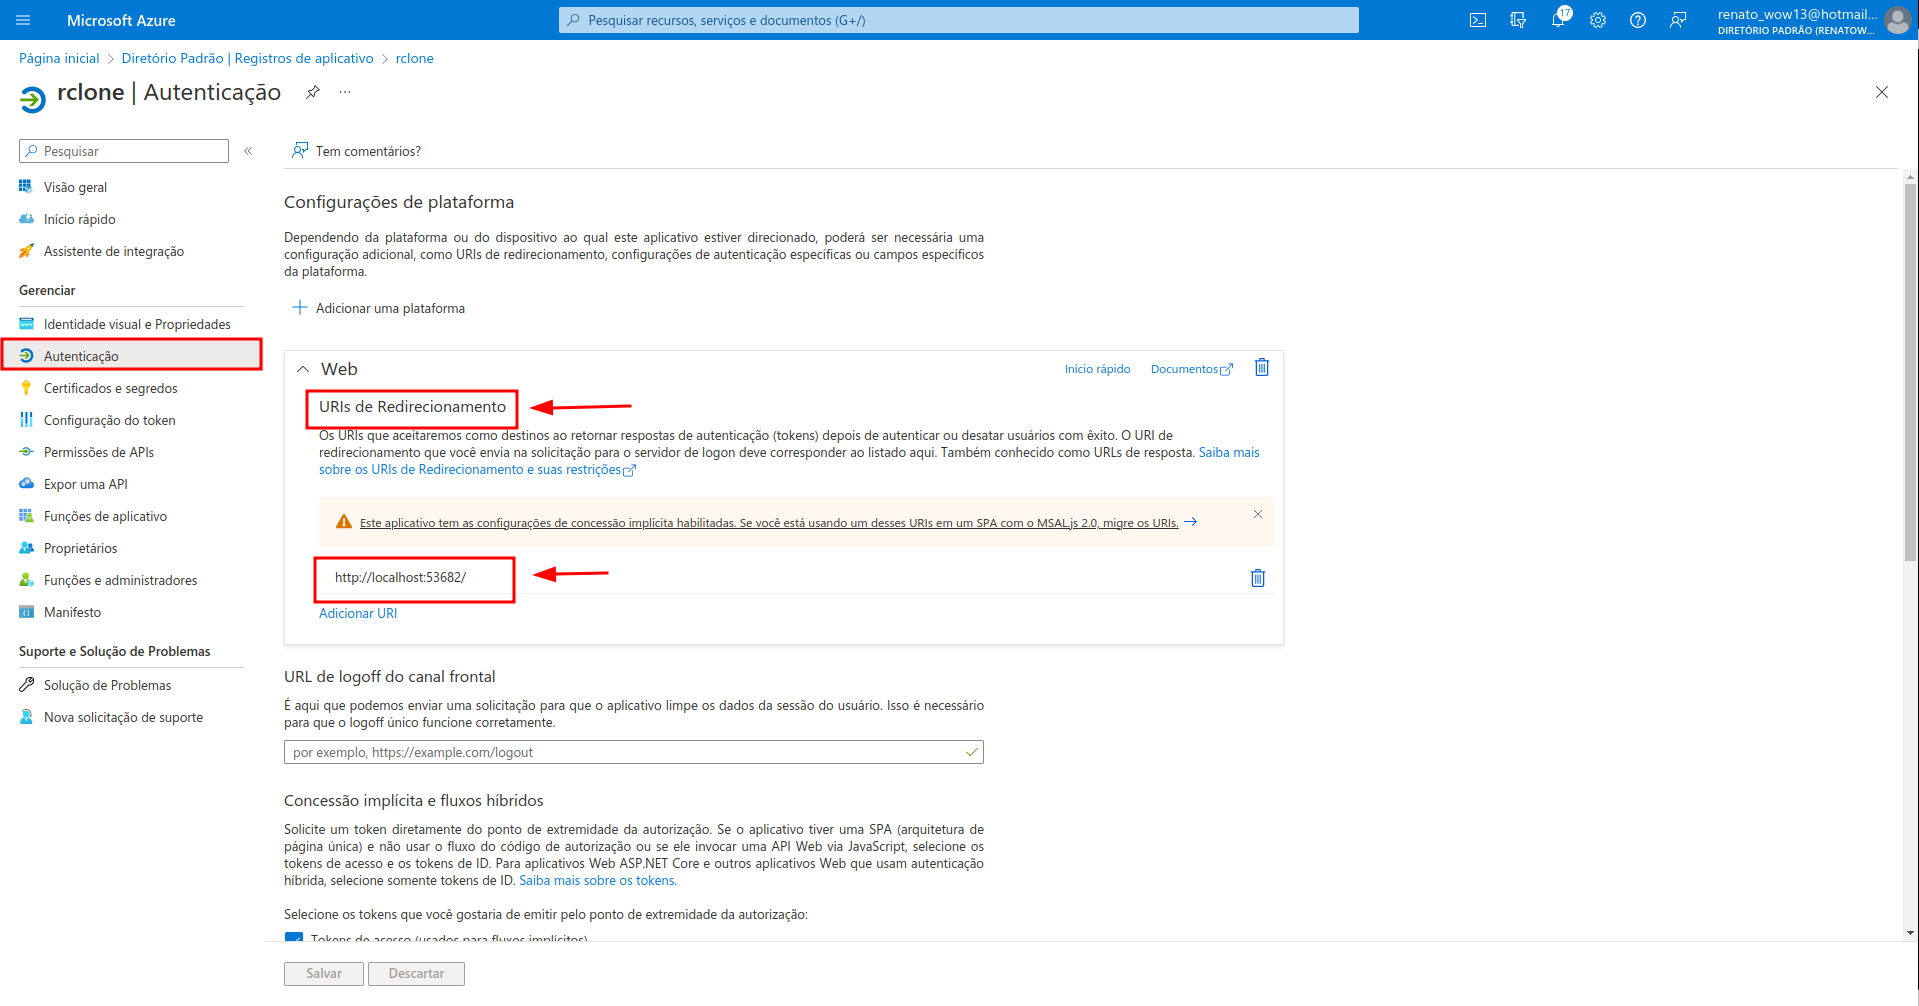 Microsoft Azure
Pesquisar recursos, serviços e documentos (G+/)
17
renato_wow13@hotmail...
DIRETÓRIO PADRÃO (RENATOW...
Página inicial > Diretório Padrão | Registros de aplicativo > rclone
rclone | Autenticação
Pesquisar
Visão geral
Início rápido
Assistente de integração
Gerenciar
Identidade visual e Propriedades
Autenticação
Certificados e segredos
Configuração do token
Permissões de APIs
Expor uma API
Funções de aplicativo
Proprietários
Funções e administradores
Manifesto
Suporte e Solução de Problemas
Solução de Problemas
Nova solicitação de suporte
Tem comentários?
Configurações de plataforma
Dependendo da plataforma ou do dispositivo ao qual este aplicativo estiver direcionado, poderá ser necessária uma
configuração adicional, como URIs de redirecionamento, configurações de autenticação específicas ou campos específicos
da plataforma.
Adicionar uma plataforma
Web
Início rápido
Documentos
URIs de Redirecionamento
Os URIs que aceitaremos como destinos ao retornar respostas de autenticação (tokens) depois de autenticar ou desatar usuários com êxito. O URI de
redirecionamento que você envia na solicitação para o servidor de logon deve corresponder ao listado aqui. Também conhecido como URLs de resposta. Saiba mais
sobre os URIs de Redirecionamento e suas restrições
Este aplicativo tem as configurações de concessão implícita habilitadas. Se você está usando um desses URIs em um SPA com o MSAL.js 2.0, migre os URIs.
http://localhost:53682/
Adicionar URI
URL de logoff do canal frontal
É aqui que podemos enviar uma solicitação para que o aplicativo limpe os dados da sessão do usuário. Isso é necessário
para que o logoff único funcione corretamente.
por exemplo, https://example.com/logout
Concessão implícita e fluxos híbridos
Solicite um token diretamente do ponto de extremidade da autorização. Se o aplicativo tiver uma SPA (arquitetura de
página única) e não usar o fluxo do código de autorização ou se ele invocar uma API Web via JavaScript, selecione os
tokens de acesso e os tokens de ID. Para aplicativos Web ASP.NET Core e outros aplicativos Web que usam autenticação
híbrida, selecione somente tokens de ID. Saiba mais sobre os tokens.
Selecione os tokens que você gostaria de emitir pelo ponto de extremidade da autorização:
Tokens de acesso (usados para fluxos implícitos)
Salvar
Descartar